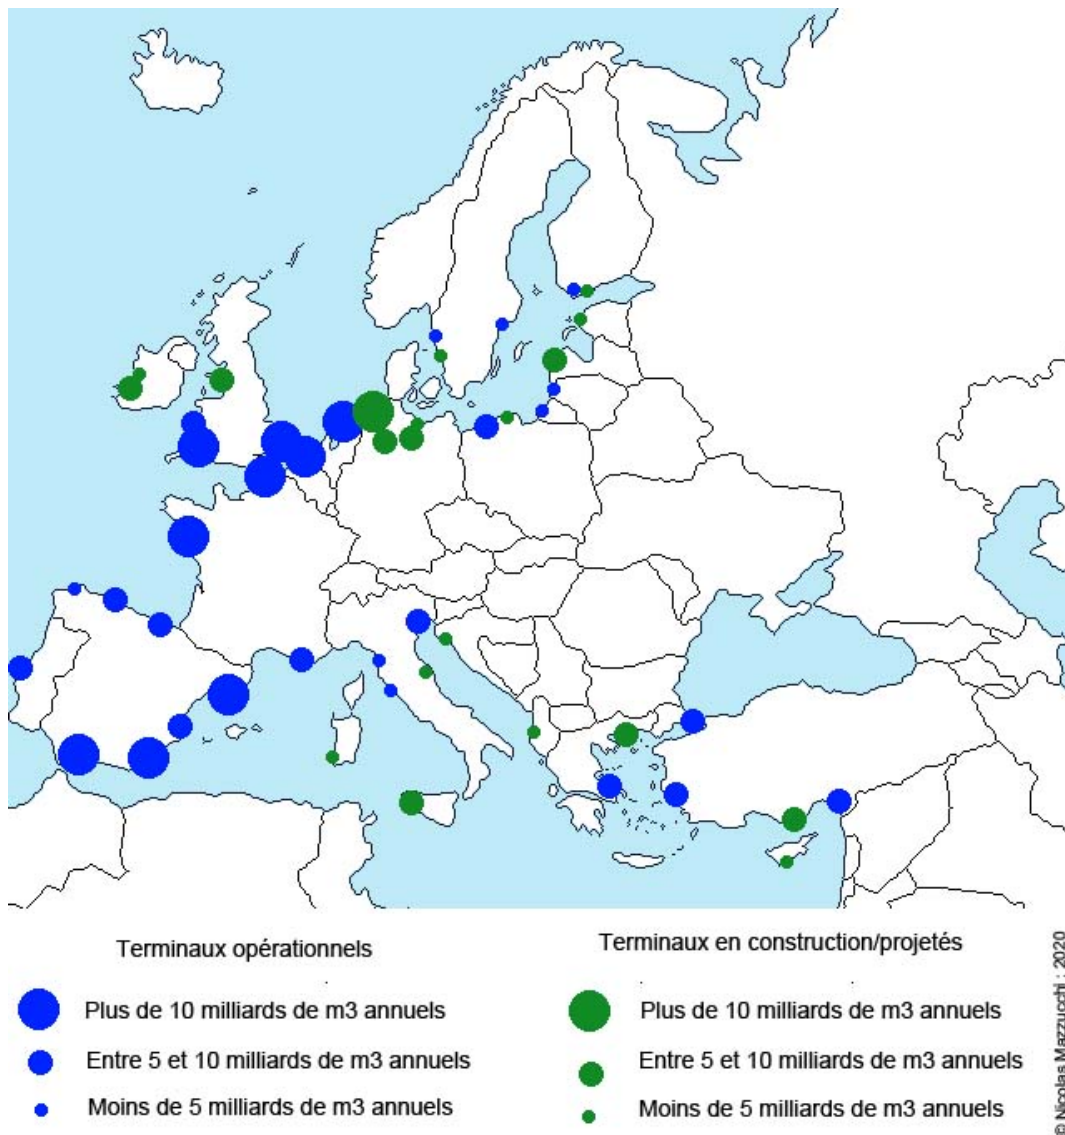 Terminaux opérationnels
Plus de 10 milliards de m3 annuels
Entre 5 et 10 milliards de m3 annuels
Moins de 5 milliards de m3 annuels
Terminaux en construction/projetés
Plus de 10 milliards de m3 annuels
Entre 5 et 10 milliards de m3 annuels
Moins de 5 milliards de m3 annuels
© Nicolas Mazzucchi : 2020